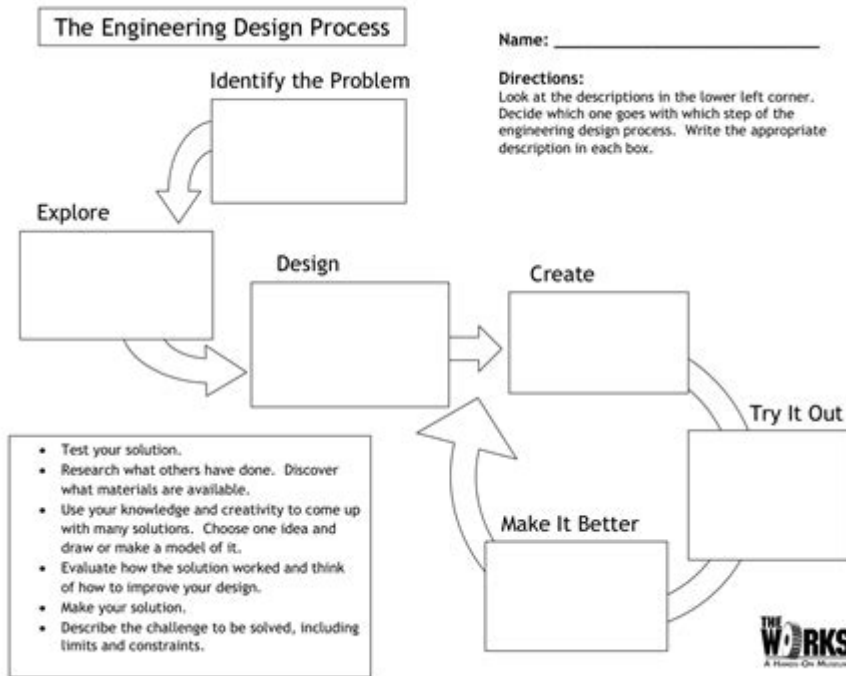 The Engineering Design Process
Name:
Directions:
Look at the descriptions in the lower left corner.
Decide which one goes with which step of the
engineering design process. Write the appropriate
description in each box.
Identify the Problem
Explore
Design
Create
Try It Out
Make It Better
• Test your solution.
• Research what others have done. Discover
what materials are available.
• Use your knowledge and creativity to come up
with many solutions. Choose one idea and
draw or make a model of it.
• Evaluate how the solution worked and think
of how to improve your design.
• Make your solution.
• Describe the challenge to be solved, including
limits and constraints.
THE
WORKS
A HANDS-ON MUSEUM